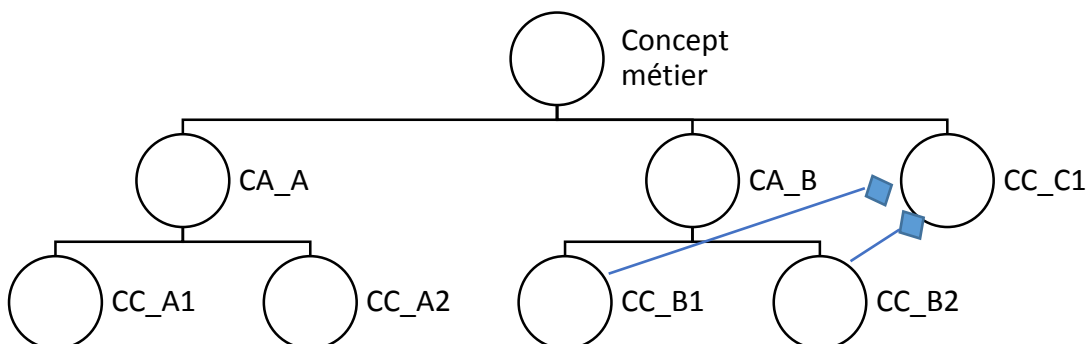 Concept
métier
CA_A
CA_B
CC_C1
CC_A1
CC_A2
CC_B1
CC_B2